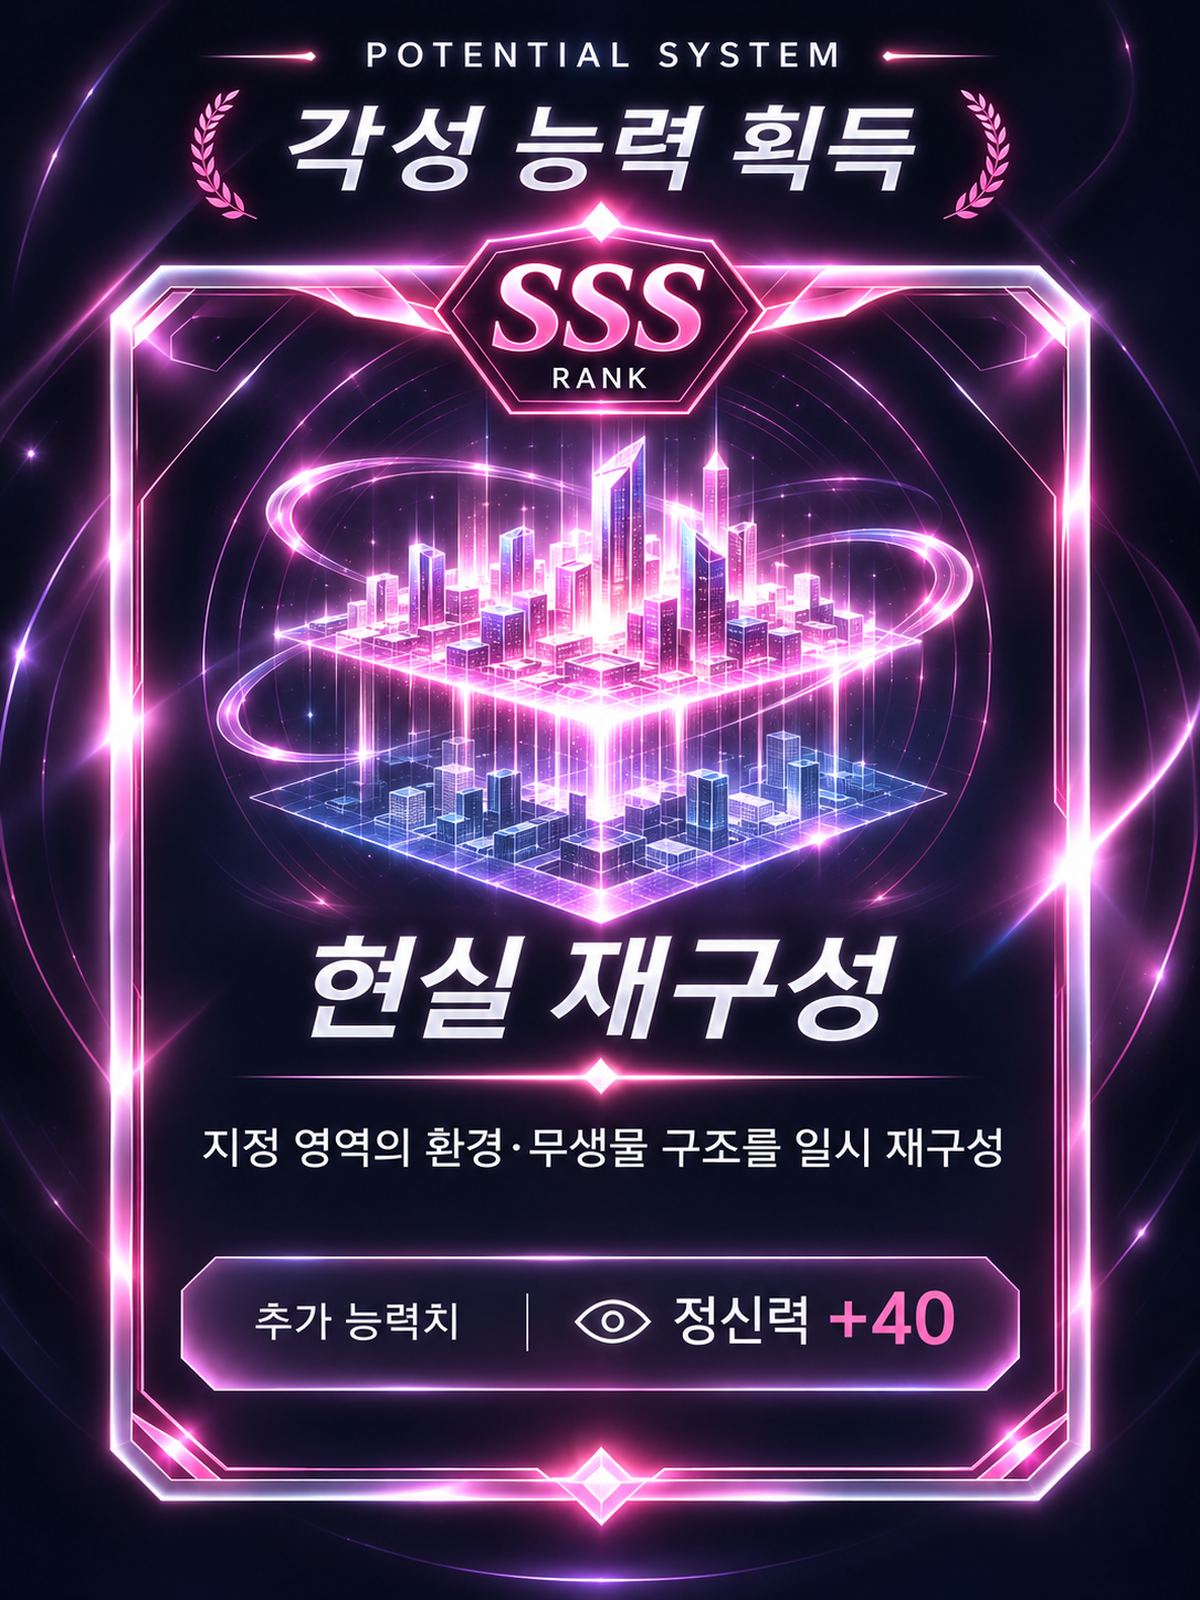 POTENTIAL SYSTEM
각성 능력 획득
SSS
RANK
현실 재구성
지정 영역의 환경·무생물 구조를 일시 재구성
추가 능력치 정신력 +40